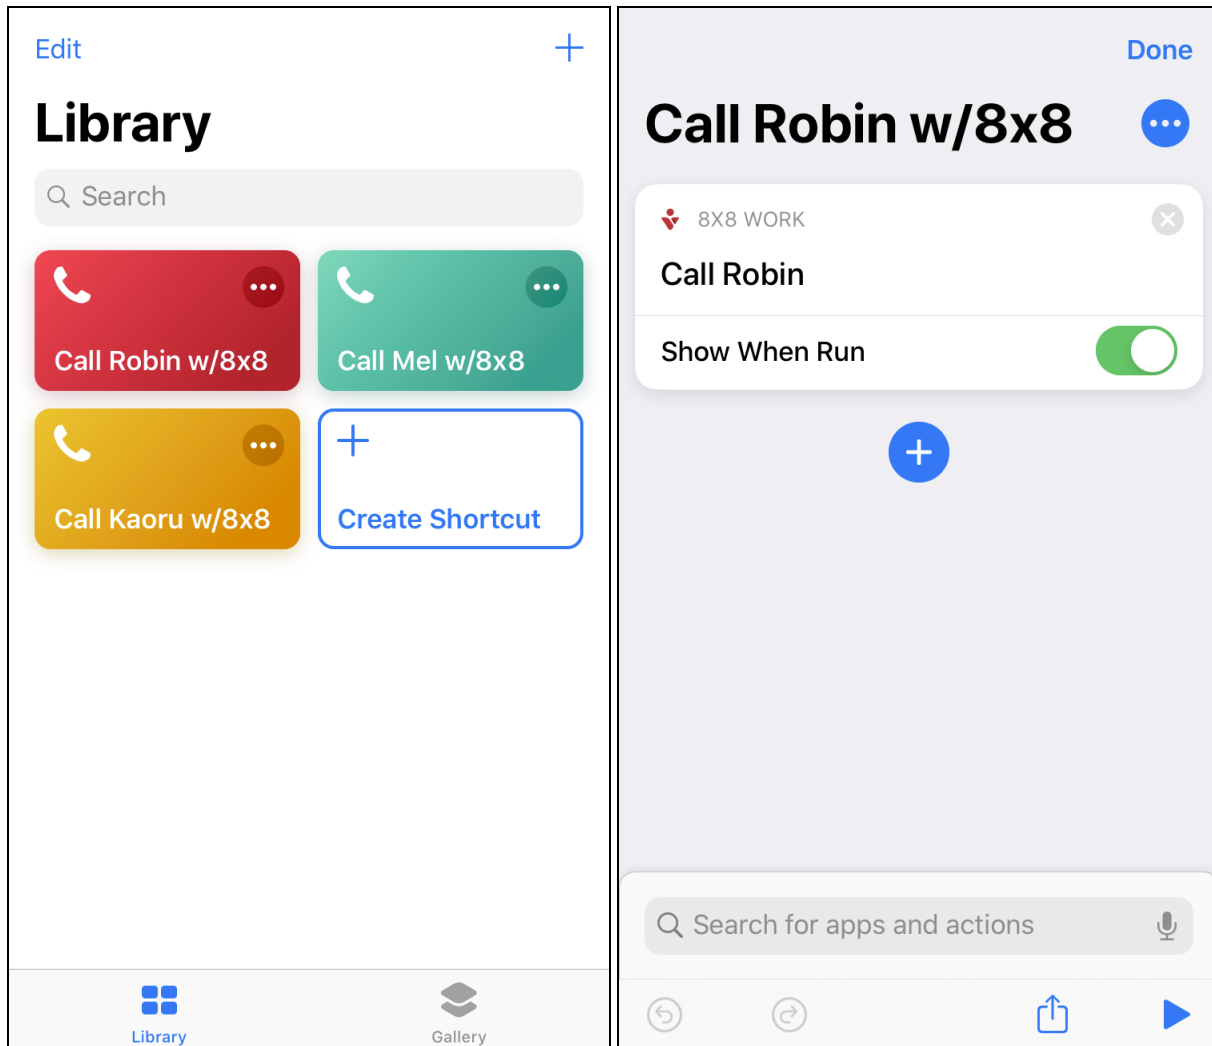 Edit
Library
Search
Call Robin w/8x8
Call Mel w/8x8
Call Kaoru w/8x8
Create Shortcut
Library
Gallery
Done
Call Robin w/8x8
8X8 WORK
Call Robin
Show When Run
Search for apps and actions